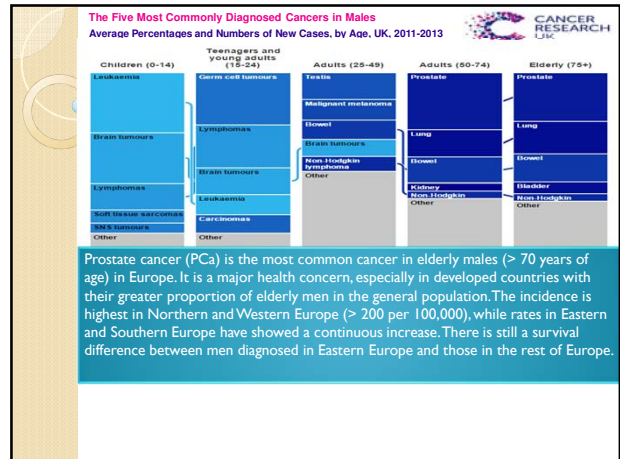 The Five Most Commonly Diagnosed Cancers in Males
Average Percentages and Numbers of New Cases, by Age, UK, 2011-2013
CANCER
RESEARCH
UK
Children (0-14)
Leukaemia
Brain tumours
Lymphomas
Soft tissue sarcomas
SNS tumours
Other
Teenagers and
young adults
(15-24)
Germ cell tumours
Lymphomas
Brain tumours
Leukaemia
Carcinomas
Other
Adults (25-49)
Testis
Malignant melanoma
Bowel
Brain tumours
Non-Hodgkin
lymphoma
Other
Adults (50-74)
Prostate
Lung
Bowel
Kidney
Non-Hodgkin
Other
Elderly (75+)
Prostate
Lung
Bowel
Bladder
Non-Hodgkin
Other
Prostate cancer (PCa) is the most common cancer in elderly males (> 70 years of
age) in Europe. It is a major health concern, especially in developed countries with
their greater proportion of elderly men in the general population. The incidence is
highest in Northern and Western Europe (> 200 per 100,000), while rates in Eastern
and Southern Europe have showed a continuous increase. There is still a survival
difference between men diagnosed in Eastern Europe and those in the rest of Europe.